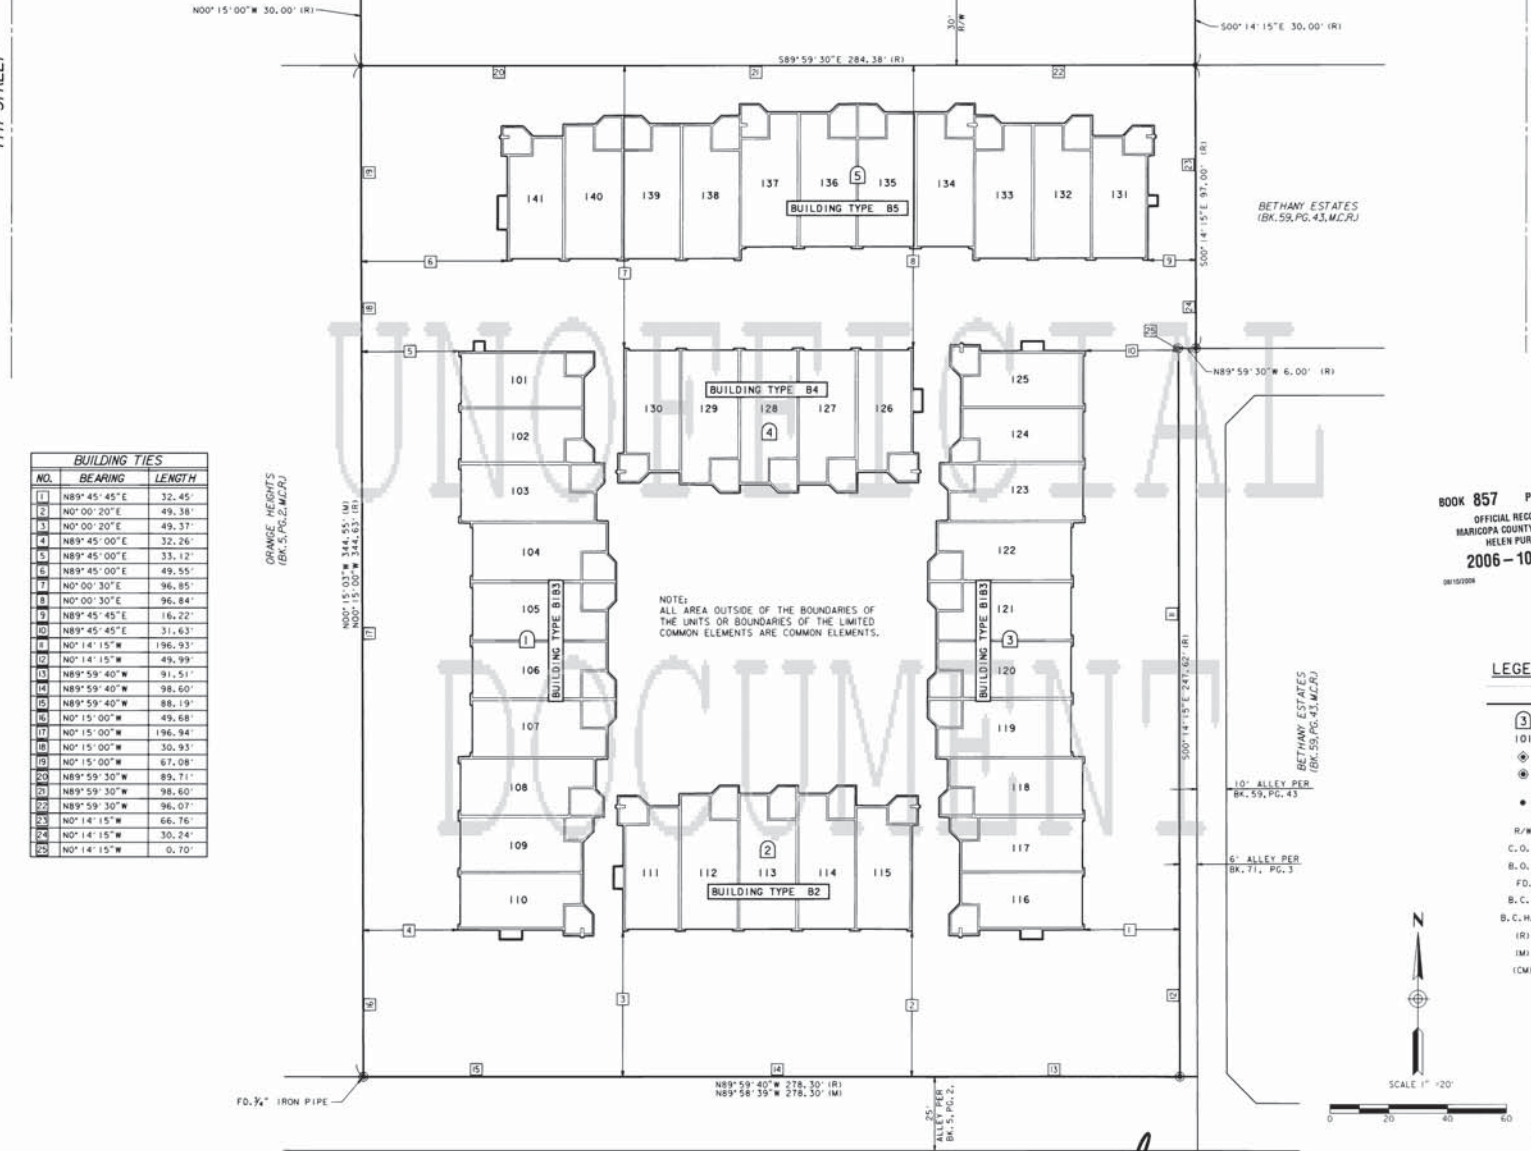 N00°15'00"W 30.00' (R)
30'
R/W
S00°14'15"E 30.00' (R)
S89°59'30"E 284.38' (R)
20
21
22
19
23
S00°14'15"E 97.00' (R)
141
140
139
138
137
136
5
135
134
133
132
131
BUILDING TYPE B5
BETHANY ESTATES
(BK.59,PG.43,M.C.R.)
6
7
8
9
18
24
UNOFFICIAL
DOCUMENT
5
10
25
N89°59'30"W 6.00' (R)
101
102
103
104
105
106
107
108
109
110
1
BUILDING TYPE B1B3
BUILDING TYPE B4
130
129
128
127
126
4
125
124
123
122
121
120
119
118
117
116
3
BUILDING TYPE B1B3
BUILDING TIES
NO. BEARING LENGTH
1 N89°45'45"E 32.45'
2 N0°00'20"E 49.38'
3 N0°00'20"E 49.37'
4 N89°45'00"E 32.26'
5 N89°45'00"E 33.12'
6 N89°45'00"E 49.55'
7 N0°00'30"E 96.85'
8 N0°00'30"E 96.84'
9 N89°45'45"E 16.22'
10 N89°45'45"E 31.63'
11 N0°14'15"W 196.93'
12 N0°14'15"W 49.99'
13 N89°59'40"W 91.51'
14 N89°59'40"W 98.60'
15 N89°59'40"W 88.19'
16 N0°15'00"W 49.68'
17 N0°15'00"W 196.94'
18 N0°15'00"W 30.93'
19 N0°15'00"W 67.08'
20 N89°59'30"W 89.71'
21 N89°59'30"W 98.60'
22 N89°59'30"W 96.07'
23 N0°14'15"W 66.76'
24 N0°14'15"W 30.24'
25 N0°14'15"W 0.70'
ORANGE HEIGHTS
(BK.5,PG.2,M.C.R.)
N00°15'03"W 344.55' (M)
N00°15'00"W 344.63' (R)
17
NOTE:
ALL AREA OUTSIDE OF THE BOUNDARIES OF
THE UNITS OR BOUNDARIES OF THE LIMITED
COMMON ELEMENTS ARE COMMON ELEMENTS.
11
S00°14'15"E 247.62' (R)
BETHANY ESTATES
(BK.59,PG.43,M.C.R.)
BOOK 857 P
OFFICIAL RECO
MARICOPA COUNTY
HELEN PUR
2006-10
08/10/2006
LEGE
3
101
R/W
C.O.
B.O.
FD.
B.C.
B.C.H.
(R)
(M)
(CM
10' ALLEY PER
BK.59,PG.43
6' ALLEY PER
BK.71, PG.3
2
111
112
113
114
115
BUILDING TYPE B2
4
1
3
2
16
12
15
14
13
N89°59'40"W 278.30' (R)
N89°58'39"W 278.30' (M)
FD.¾" IRON PIPE
25'
ALLEY PER
BK.5,PG.2,
N
SCALE 1" =20'
0 20 40 60